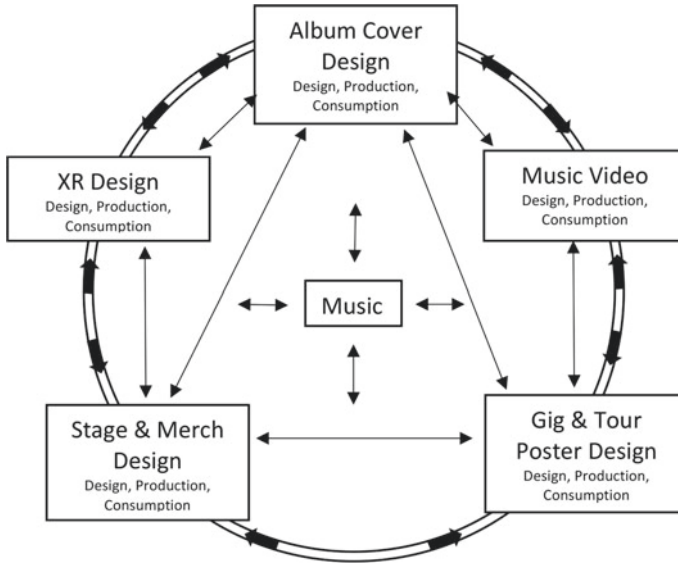 Album Cover
Design
Design, Production,
Consumption
XR Design
Design, Production,
Consumption
Music Video
Design, Production,
Consumption
Music
Stage & Merch
Design
Design, Production,
Consumption
Gig & Tour
Poster Design
Design, Production,
Consumption